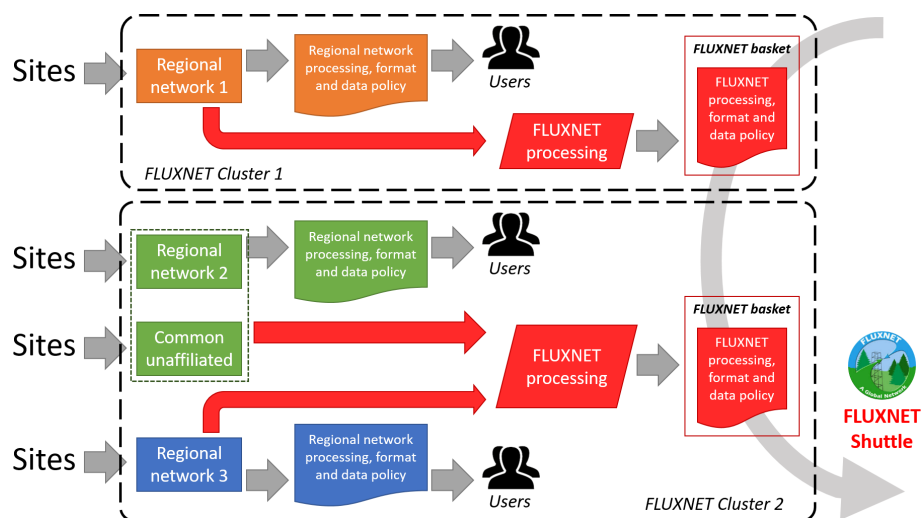 Sites
Regional
network 1
Regional network
processing, format
and data policy
Users
FLUXNET
processing
FLUXNET basket
FLUXNET
processing,
format and
data policy
FLUXNET Cluster 1
Sites
Regional
network 2
Regional network
processing, format
and data policy
Users
Sites
Common
unaffiliated
FLUXNET
processing
FLUXNET basket
FLUXNET
processing,
format and
data policy
FLUXNET
A Global Network
FLUXNET
Shuttle
Sites
Regional
network 3
Regional network
processing, format
and data policy
Users
FLUXNET Cluster 2